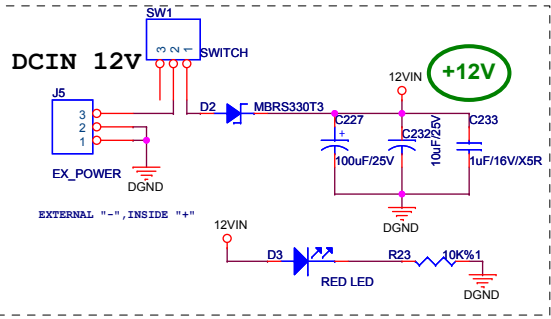 SW1
3
2
1
SWITCH
DCIN 12V
J5
3
2
1
EX_POWER
DGND
D2
MBRS330T3
12VIN
+12V
C227
+
100uF/25V
C232
10uF/25V
C233
1uF/16V/X5R
DGND
EXTERNAL "-",INSIDE "+"
12VIN
D3
RED LED
R23
10K%1
DGND